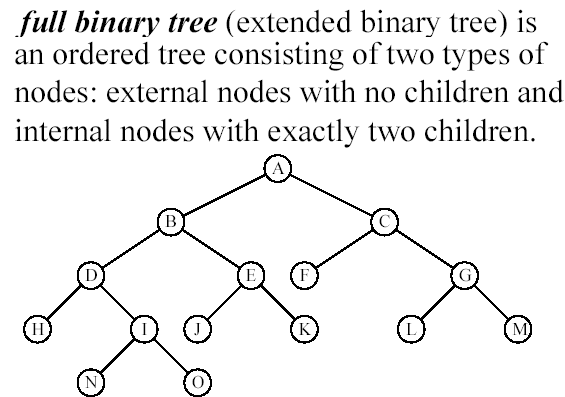 full binary tree (extended binary tree) is
an ordered tree consisting of two types of
nodes: external nodes with no children and
internal nodes with exactly two children.
A
B C
D E F G
H I J K L M
N O